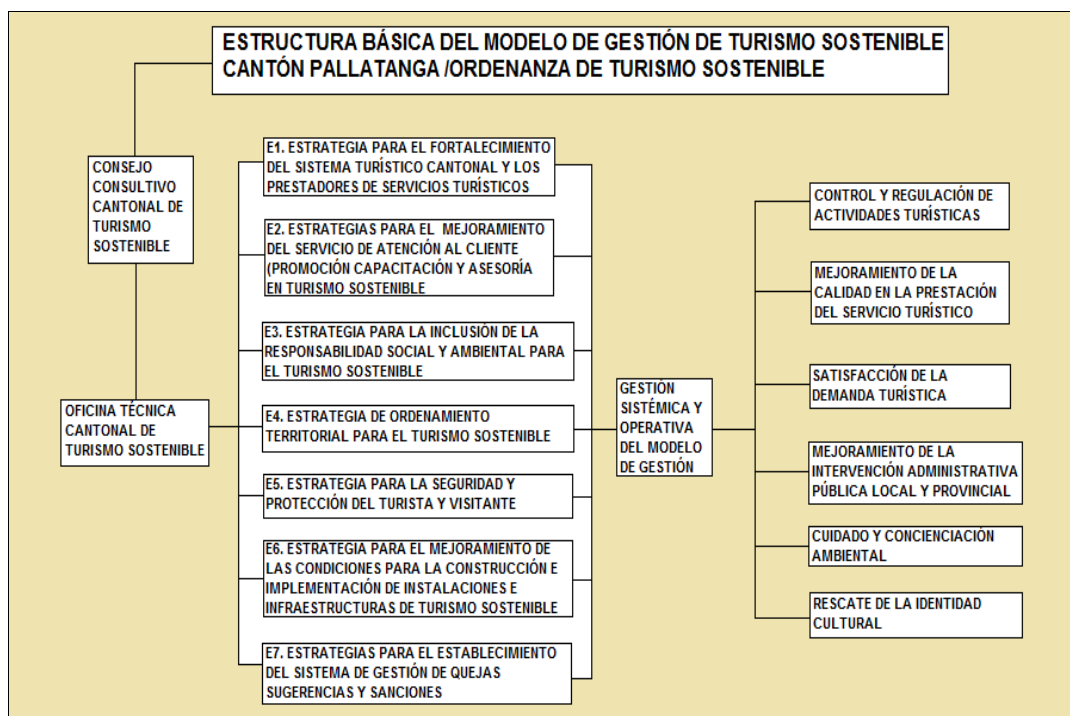 ESTRUCTURA BÁSICA DEL MODELO DE GESTIÓN DE TURISMO SOSTENIBLE
CANTÓN PALLATANGA /ORDENANZA DE TURISMO SOSTENIBLE
CONSEJO
CONSULTIVO
CANTONAL DE
TURISMO
SOSTENIBLE
OFICINA TÉCNICA
CANTONAL DE
TURISMO SOSTENIBLE
E1. ESTRATEGIA PARA EL FORTALECIMIENTO
DEL SISTEMA TURÍSTICO CANTONAL Y LOS
PRESTADORES DE SERVICIOS TURÍSTICOS
E2. ESTRATEGIAS PARA EL MEJORAMIENTO
DEL SERVICIO DE ATENCIÓN AL CLIENTE
(PROMOCIÓN CAPACITACIÓN Y ASESORÍA
EN TURISMO SOSTENIBLE
E3. ESTRATEGIA PARA LA INCLUSIÓN DE LA
RESPONSABILIDAD SOCIAL Y AMBIENTAL PARA
EL TURISMO SOSTENIBLE
E4. ESTRATEGIA DE ORDENAMIENTO
TERRITORIAL PARA EL TURISMO SOSTENIBLE
E5. ESTRATEGIA PARA LA SEGURIDAD Y
PROTECCIÓN DEL TURISTA Y VISITANTE
E6. ESTRATEGIA PARA EL MEJORAMIENTO DE
LAS CONDICIONES PARA LA CONSTRUCCIÓN E
IMPLEMENTACIÓN DE INSTALACIONES E
INFRAESTRUCTURAS DE TURISMO SOSTENIBLE
E7. ESTRATEGIAS PARA EL ESTABLECIMIENTO
DEL SISTEMA DE GESTIÓN DE QUEJAS
SUGERENCIAS Y SANCIONES
GESTIÓN
SISTÉMICA Y
OPERATIVA
DEL MODELO
DE GESTIÓN
CONTROL Y REGULACIÓN DE
ACTIVIDADES TURÍSTICAS
MEJORAMIENTO DE LA
CALIDAD EN LA PRESTACIÓN
DEL SERVICIO TURÍSTICO
SATISFACCIÓN DE LA
DEMANDA TURÍSTICA
MEJORAMIENTO DE LA
INTERVENCIÓN ADMINISTRATIVA
PÚBLICA LOCAL Y PROVINCIAL
CUIDADO Y CONCIENCIACIÓN
AMBIENTAL
RESCATE DE LA IDENTIDAD
CULTURAL